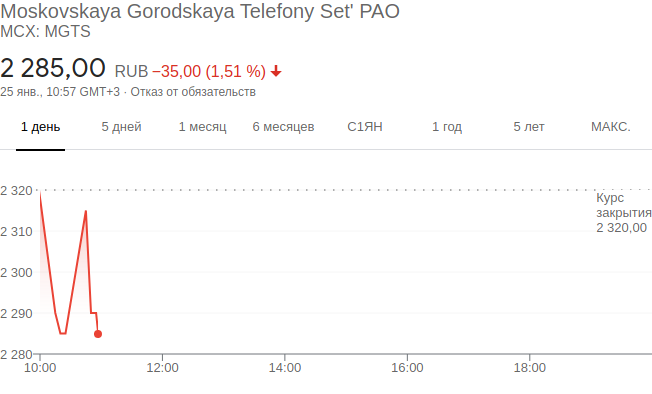 Moskovskaya Gorodskaya Telefony Set' PAO
MCX: MGTS
2 285,00 RUB −35,00 (1,51 %)
25 янв., 10:57 GMT+3 · Отказ от обязательств
1 день 5 дней 1 месяц 6 месяцев С1ЯН 1 год 5 лет МАКС.
2 320
Курс
закрытия
2 320,00
2 310
2 300
2 290
2 280
10:00 12:00 14:00 16:00 18:00